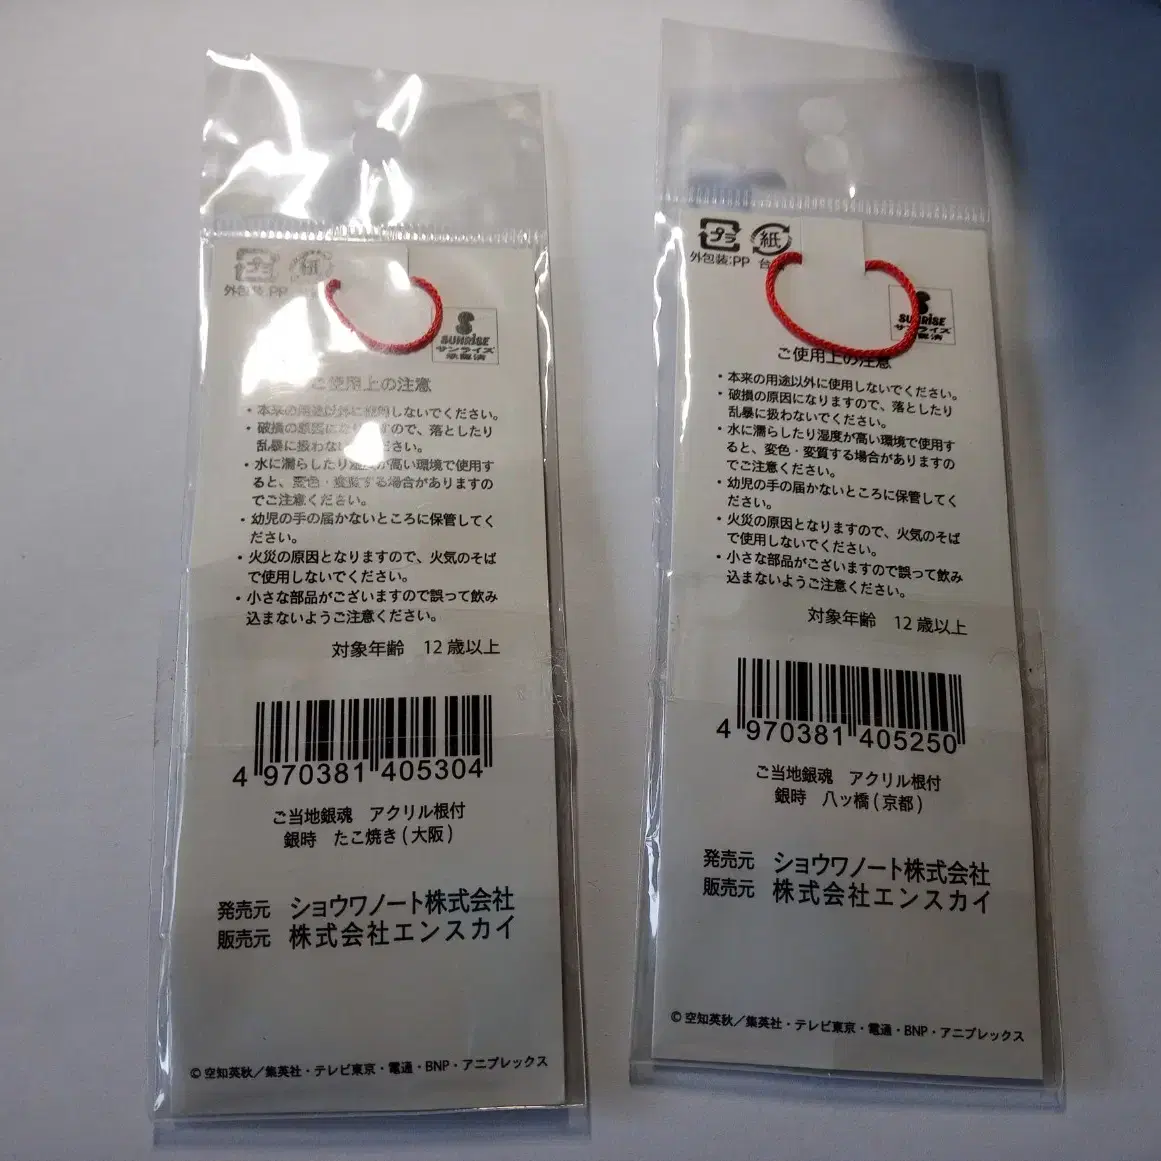 プラ
紙
外包装:PP
SUNRISE
サンライズ
ご使用上の注意
・本来の用途以外に使用しないでください。
・破損の原因になりますので、落としたり
乱暴に扱わないでください。
・水に濡らしたり湿度が高い環境で使用す
ると、変色・変質する場合がありますの
でご注意ください。
・幼児の手の届かないところに保管してく
ださい。
・火災の原因となりますので、火気のそば
で使用しないでください。
・小さな部品がございますので誤って飲み
込まないようご注意ください。
対象年齢 12歳以上
4 970381 405304
ご当地銀魂 アクリル根付
銀時 たこ焼き(大阪)
発売元 ショウワノート株式会社
販売元 株式会社エンスカイ
© 空知英秋／集英社・テレビ東京・電通・BNP・アニプレックス
プラ
紙
外包装:PP 台
SUNRISE
サンライズ
ご使用上の注意
・本来の用途以外に使用しないでください。
・破損の原因になりますので、落としたり
乱暴に扱わないでください。
・水に濡らしたり湿度が高い環境で使用す
ると、変色・変質する場合がありますの
でご注意ください。
・幼児の手の届かないところに保管してく
ださい。
・火災の原因となりますので、火気のそば
で使用しないでください。
・小さな部品がございますので誤って飲み
込まないようご注意ください。
対象年齢 12歳以上
4 970381 405250
ご当地銀魂 アクリル根付
銀時 八ッ橋(京都)
発売元 ショウワノート株式会社
販売元 株式会社エンスカイ
© 空知英秋／集英社・テレビ東京・電通・BNP・アニプレックス